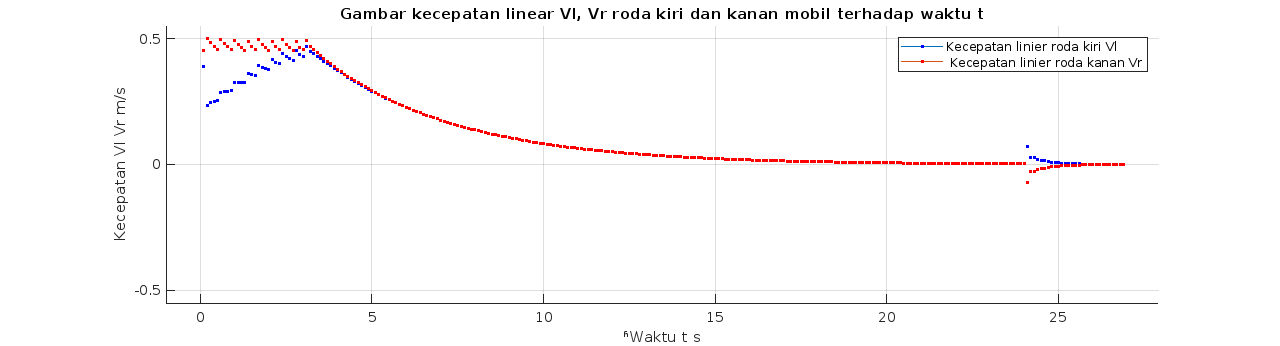 Gambar kecepatan linear Vl, Vr roda kiri dan kanan mobil terhadap waktu t
Kecepatan linier roda kiri Vl
Kecepatan linier roda kanan Vr
Kecepatan Vl Vr m/s
0.5
0
-0.5
0 5 10 15 20 25
Waktu t s